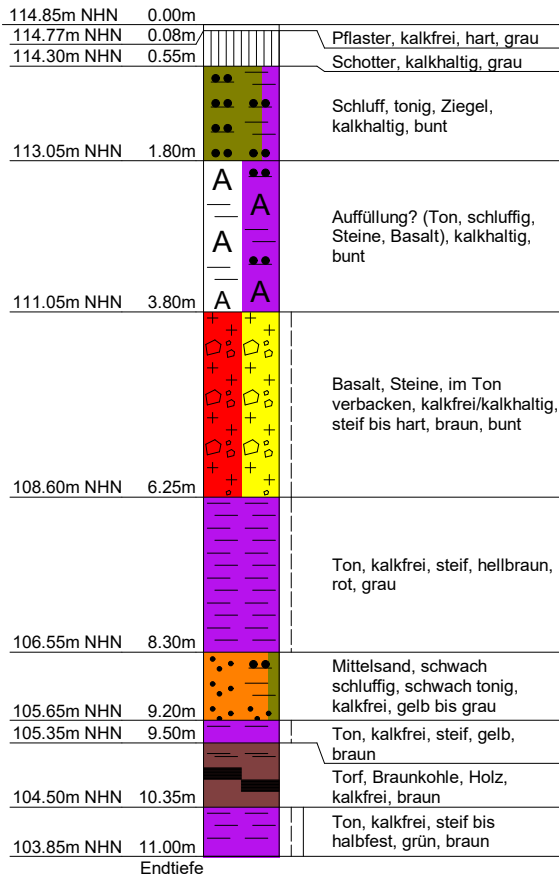 114.85m NHN 0.00m
114.77m NHN 0.08m
Pflaster, kalkfrei, hart, grau
114.30m NHN 0.55m
Schotter, kalkhaltig, grau
Schluff, tonig, Ziegel,
kalkhaltig, bunt
113.05m NHN 1.80m
A
A
Auffüllung? (Ton, schluffig,
Steine, Basalt), kalkhaltig,
bunt
A
A
A
111.05m NHN 3.80m
Basalt, Steine, im Ton
verbacken, kalkfrei/kalkhaltig,
steif bis hart, braun, bunt
108.60m NHN 6.25m
Ton, kalkfrei, steif, hellbraun,
rot, grau
106.55m NHN 8.30m
Mittelsand, schwach
schluffig, schwach tonig,
kalkfrei, gelb bis grau
105.65m NHN 9.20m
Ton, kalkfrei, steif, gelb,
braun
105.35m NHN 9.50m
Torf, Braunkohle, Holz,
kalkfrei, braun
104.50m NHN 10.35m
Ton, kalkfrei, steif bis
halbfest, grün, braun
103.85m NHN 11.00m
Endtiefe